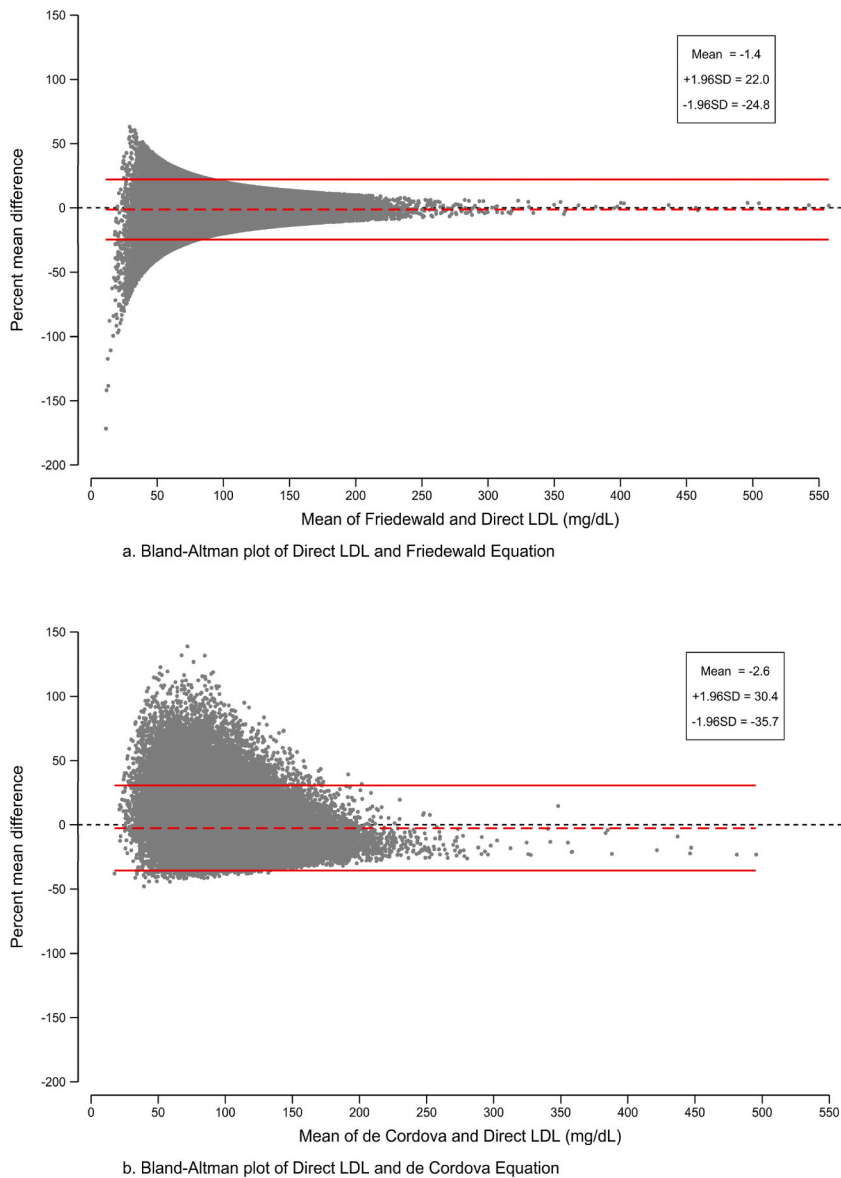 150
100
50
0
-50
-100
-150
-200
Percent mean difference
Mean = -1.4
+1.96SD = 22.0
-1.96SD = -24.8
0 50 100 150 200 250 300 350 400 450 500 550
Mean of Friedewald and Direct LDL (mg/dL)
a. Bland-Altman plot of Direct LDL and Friedewald Equation
150
100
50
0
-50
-100
-150
-200
Percent mean difference
Mean = -2.6
+1.96SD = 30.4
-1.96SD = -35.7
0 50 100 150 200 250 300 350 400 450 500 550
Mean of de Cordova and Direct LDL (mg/dL)
b. Bland-Altman plot of Direct LDL and de Cordova Equation